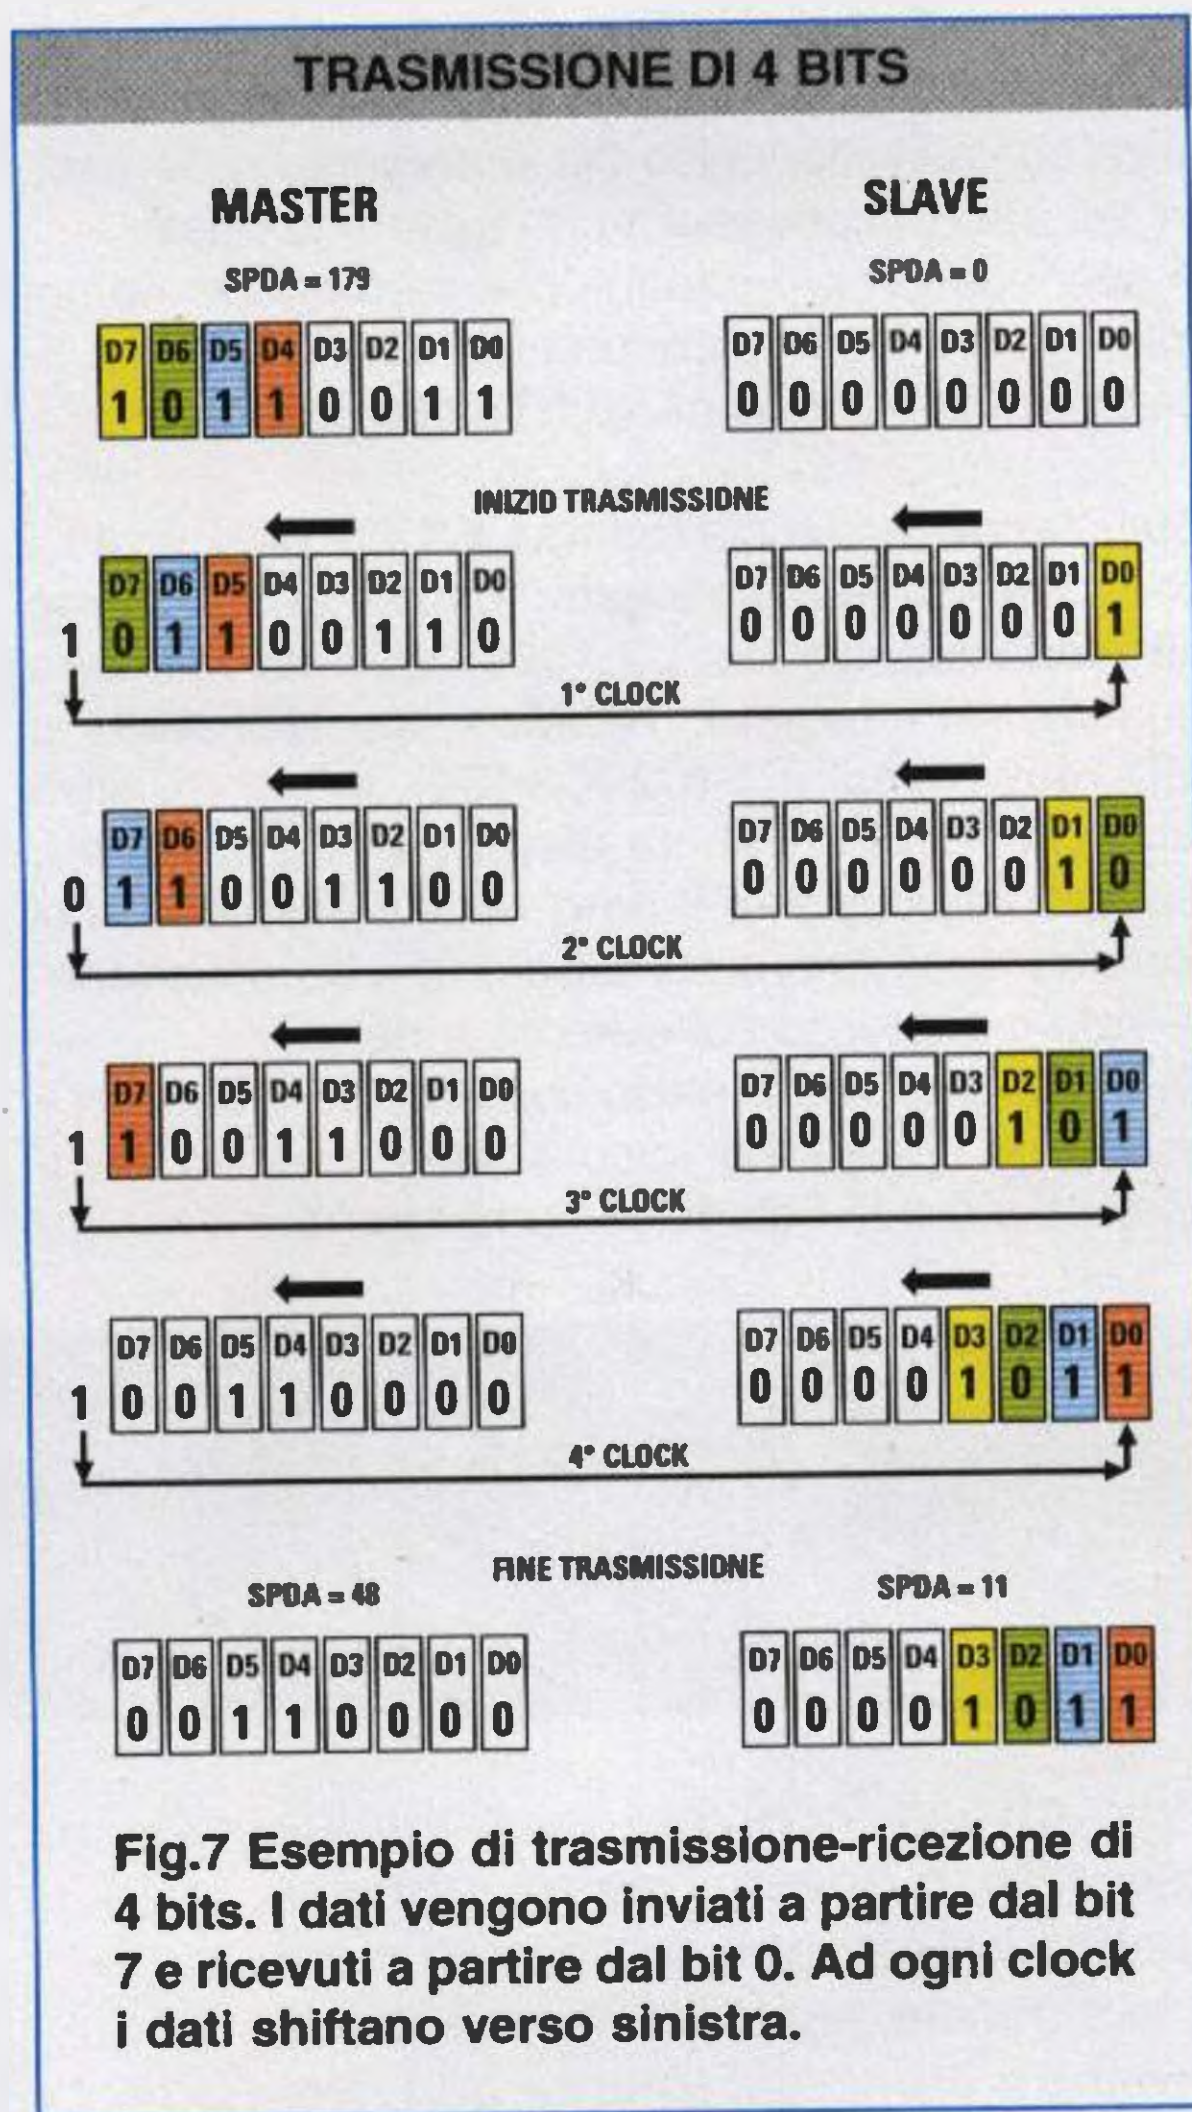 TRASMISSIONE DI 4 BITS
MASTER SLAVE
SPDA = 179 SPDA = 0
D7 D6 D5 D4 D3 D2 D1 D0 D7 D6 D5 D4 D3 D2 D1 D0
1 0 1 1 0 0 1 1 0 0 0 0 0 0 0 0
INIZIO TRASMISSIONE
D7 D6 D5 D4 D3 D2 D1 D0 D7 D6 D5 D4 D3 D2 D1 D0
1 0 1 1 0 0 1 1 0 0 0 0 0 0 0 0 1
1° CLOCK
D7 D6 D5 D4 D3 D2 D1 D0 D7 D6 D5 D4 D3 D2 D1 D0
0 1 1 0 0 1 1 0 0 0 0 0 0 0 0 1 0
2° CLOCK
D7 D6 D5 D4 D3 D2 D1 D0 D7 D6 D5 D4 D3 D2 D1 D0
1 1 0 0 1 1 0 0 0 0 0 0 0 0 1 0 1
3° CLOCK
D7 D6 D5 D4 D3 D2 D1 D0 D7 D6 D5 D4 D3 D2 D1 D0
1 0 0 1 1 0 0 0 0 0 0 0 0 1 0 1 1
4° CLOCK
FINE TRASMISSIONE
SPDA = 48 SPDA = 11
D7 D6 D5 D4 D3 D2 D1 D0 D7 D6 D5 D4 D3 D2 D1 D0
0 0 1 1 0 0 0 0 0 0 0 0 1 0 1 1
Fig.7 Esempio di trasmissione-ricezione di
4 bits. I dati vengono inviati a partire dal bit
7 e ricevuti a partire dal bit 0. Ad ogni clock
i dati shiftano verso sinistra.